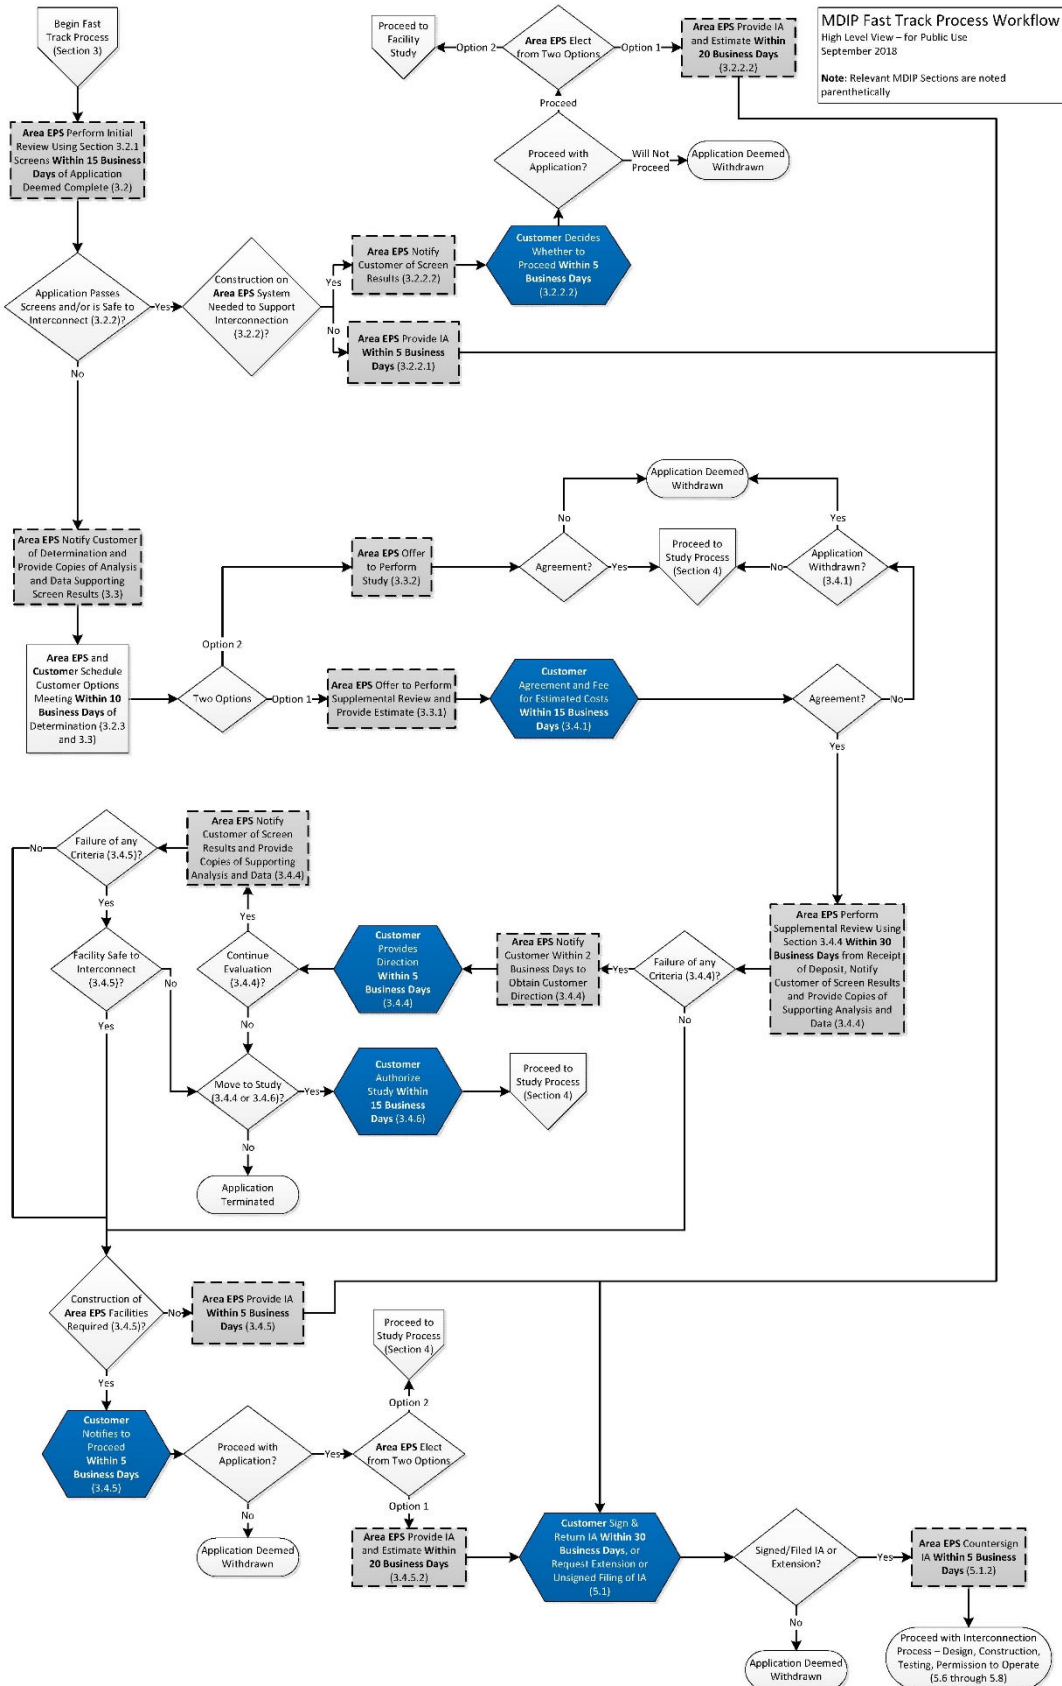 MDIP Fast Track Process Workflow
High Level View – for Public Use
September 2018
Note: Relevant MDIP Sections are noted
parenthetically
Begin Fast
Track Process
(Section 3)
Proceed to
Facility
Study
Option 2
Area EPS Elect
from Two Options
Option 1
Area EPS Provide IA
and Estimate Within
20 Business Days
(3.2.2.2)
Proceed
Area EPS Perform Initial
Review Using Section 3.2.1
Screens Within 15 Business
Days of Application
Deemed Complete (3.2)
Proceed with
Application?
Will Not
Proceed
Application Deemed
Withdrawn
Application Passes
Screens and/or is Safe to
Interconnect (3.2.2)?
Yes
Construction on
Area EPS System
Needed to Support
Interconnection
(3.2.2)?
Yes
No
Area EPS Notify
Customer of Screen
Results (3.2.2.2)
Customer Decides
Whether to
Proceed Within 5
Business Days
(3.2.2.2)
Area EPS Provide IA
Within 5 Business
Days (3.2.2.1)
No
Application Deemed
Withdrawn
No
Yes
Area EPS Notify Customer
of Determination and
Provide Copies of Analysis
and Data Supporting
Screen Results (3.3)
Area EPS Offer
to Perform
Study (3.3.2)
Agreement?
Yes
Proceed to
Study Process
(Section 4)
No
Application
Withdrawn?
(3.4.1)
Option 2
Area EPS and
Customer Schedule
Customer Options
Meeting Within 10
Business Days of
Determination (3.2.3
and 3.3)
Two Options
Option 1
Area EPS Offer to Perform
Supplemental Review and
Provide Estimate (3.3.1)
Customer
Agreement and Fee
for Estimated Costs
Within 15 Business
Days (3.4.1)
Agreement?
No
Yes
No
Failure of any
Criteria (3.4.5)?
Area EPS Notify
Customer of Screen
Results and Provide
Copies of Supporting
Analysis and Data (3.4.4)
Yes
Yes
Facility Safe to
Interconnect
(3.4.5)?
No
Yes
Continue
Evaluation
(3.4.4)?
No
Customer
Provides
Direction
Within 5
Business Days
(3.4.4)
Area EPS Notify
Customer Within 2
Business Days to
Obtain Customer
Direction (3.4.4)
Yes
Failure of any
Criteria (3.4.4)?
No
Area EPS Perform
Supplemental Review Using
Section 3.4.4 Within 30
Business Days from Receipt
of Deposit, Notify
Customer of Screen Results
and Provide Copies of
Supporting Analysis and
Data (3.4.4)
Move to Study
(3.4.4 or 3.4.6)?
Yes
Customer
Authorize
Study Within
15 Business
Days (3.4.6)
Proceed to
Study Process
(Section 4)
No
Application
Terminated
Construction of
Area EPS Facilities
Required (3.4.5)?
No
Area EPS Provide IA
Within 5 Business
Days (3.4.5)
Proceed to
Study Process
(Section 4)
Yes
Option 2
Customer
Notifies to
Proceed
Within 5
Business Days
(3.4.5)
Proceed with
Application?
Yes
Area EPS Elect
from Two Options
Option 1
No
Application Deemed
Withdrawn
Area EPS Provide IA
and Estimate Within
20 Business Days
(3.4.5.2)
Customer Sign &
Return IA Within 30
Business Days, or
Request Extension or
Unsigned Filing of IA
(5.1)
Signed/Filed IA or
Extension?
Yes
Area EPS Countersign
IA Within 5 Business
Days (5.1.2)
No
Application Deemed
Withdrawn
Proceed with Interconnection
Process – Design, Construction,
Testing, Permission to Operate
(5.6 through 5.8)